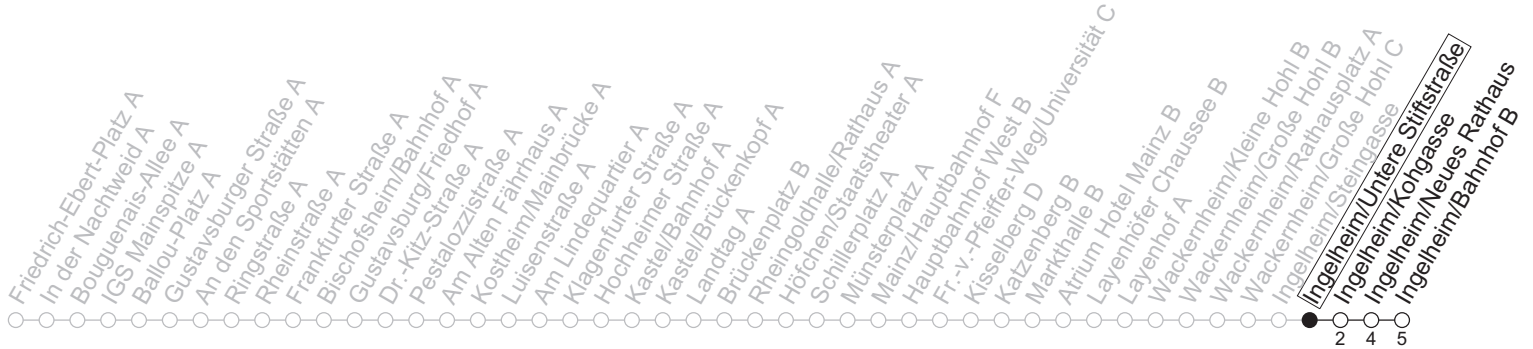 Friedrich-Ebert-Platz A
In der Nachtweid A
Bouguenais-Allee A
IGS Mainspitze A
Ballou-Platz A
Gustavsburger Straße A
An den Sportstätten A
Ringstraße A
Rheinstraße A
Frankfurter Straße A
Bischofsheim/Bahnhof A
Gustavsburg/Friedhof A
Dr.-Kitz-Straße A
Pestalozzistraße A
Am Alten Fährhaus A
Kostheim/Mainbrücke A
Luisenstraße A
Am Lindequartier A
Klagenfurter Straße A
Hochheimer Straße A
Kastel/Bahnhof A
Kastel/Brückenkopf A
Landtag A
Brückenplatz B
Rheingoldhalle/Rathaus A
Höfchen/Staatstheater A
Schillerplatz A
Münsterplatz A
Mainz/Hauptbahnhof F
Hauptbahnhof West B
Fr.-v.-Pfeiffer-Weg/Universität C
Kisselberg D
Katzenberg B
Markthalle B
Atrium Hotel Mainz B
Layenhöfer Chaussee B
Layenhof A
Wackernheim/Kleine Hohl B
Wackernheim/Große Hohl B
Wackernheim/Rathausplatz A
Wackernheim/Große Hohl C
Ingelheim/Steingasse
Ingelheim/Untere Stiftstraße
Ingelheim/Kohgasse
Ingelheim/Neues Rathaus
Ingelheim/Bahnhof B
2 4 5